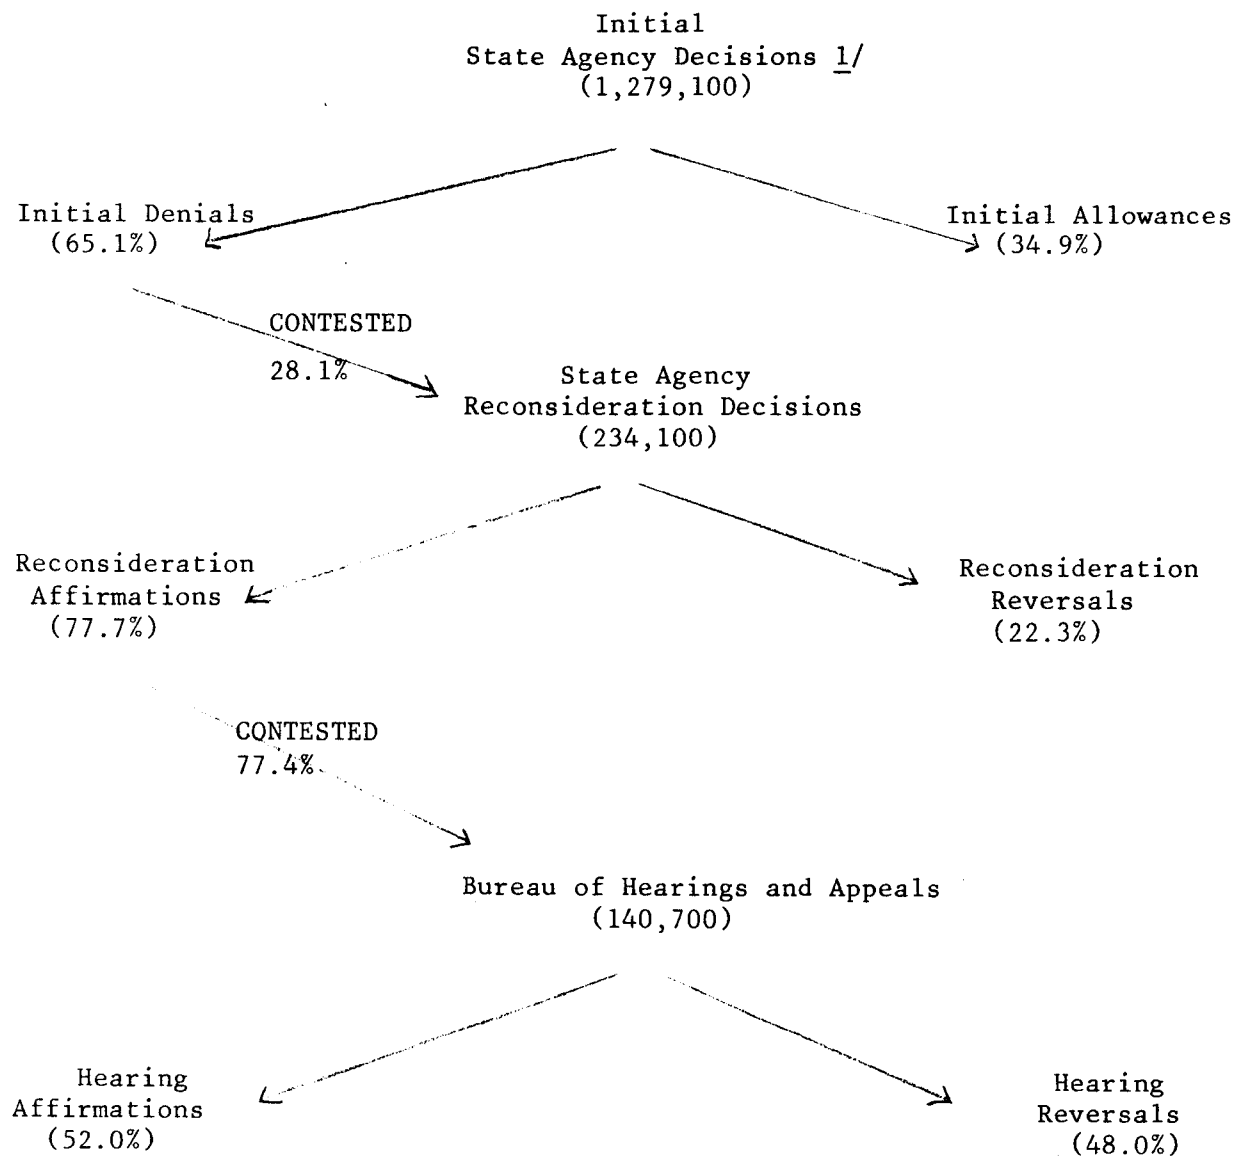 Initial
State Agency Decisions 1/
(1,279,100)
Initial Denials
(65.1%)
Initial Allowances
(34.9%)
CONTESTED
28.1%
State Agency
Reconsideration Decisions
(234,100)
Reconsideration
Affirmations
(77.7%)
Reconsideration
Reversals
(22.3%)
CONTESTED
77.4%
Bureau of Hearings and Appeals
(140,700)
Hearing
Affirmations
(52.0%)
Hearing
Reversals
(48.0%)